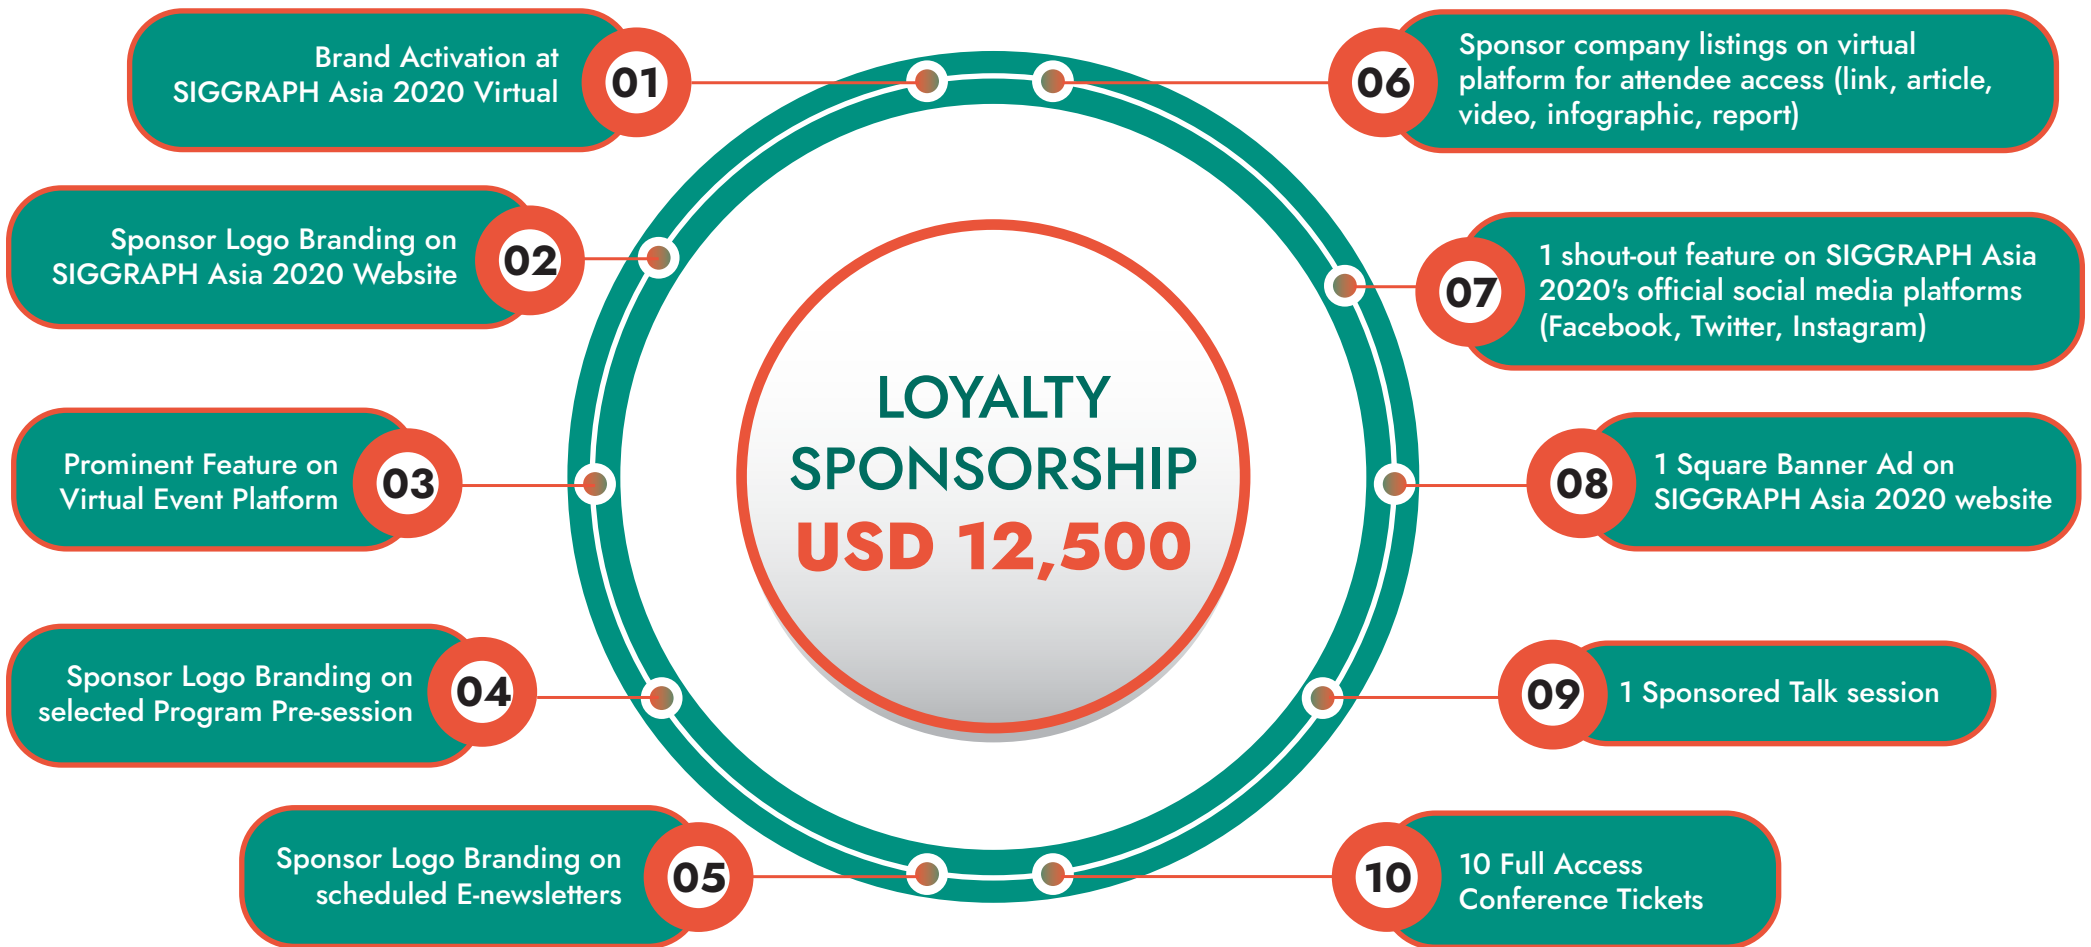 LOYALTY
SPONSORSHIP
USD 12,500
01
Brand Activation at
SIGGRAPH Asia 2020 Virtual
02
Sponsor Logo Branding on
SIGGRAPH Asia 2020 Website
03
Prominent Feature on
Virtual Event Platform
04
Sponsor Logo Branding on
selected Program Pre-session
05
Sponsor Logo Branding on
scheduled E-newsletters
06
Sponsor company listings on virtual
platform for attendee access (link, article,
video, infographic, report)
07
1 shout-out feature on SIGGRAPH Asia
2020's official social media platforms
(Facebook, Twitter, Instagram)
08
1 Square Banner Ad on
SIGGRAPH Asia 2020 website
09
1 Sponsored Talk session
10
10 Full Access
Conference Tickets